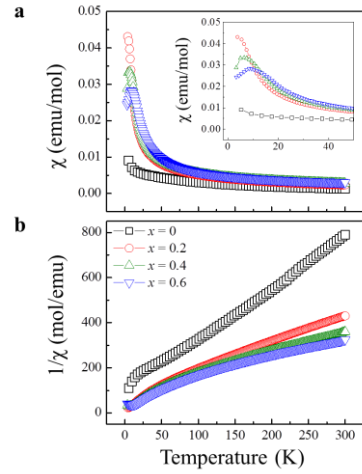 a
χ (emu/mol)
0.05
0.04
0.03
0.02
0.01
0.00
χ (emu/mol)
0.05
0.04
0.03
0.02
0.01
0.00
20
40
b
1/χ (mol/emu)
800
600
400
200
0
x = 0
x = 0.2
x = 0.4
x = 0.6
0 50 100 150 200 250 300
Temperature (K)